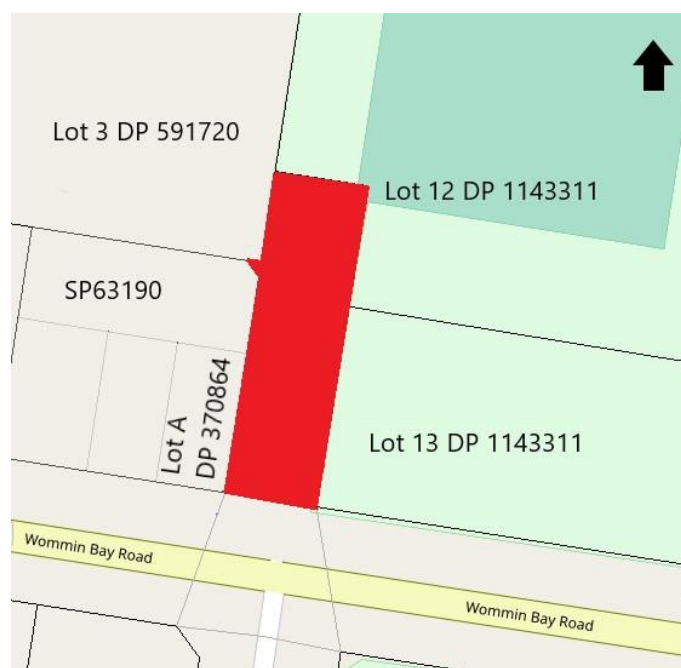 Lot 3 DP 591720
Lot 12 DP 1143311
SP63190
Lot A
DP 370864
Lot 13 DP 1143311
Wommin Bay Road
Wommin Bay Road